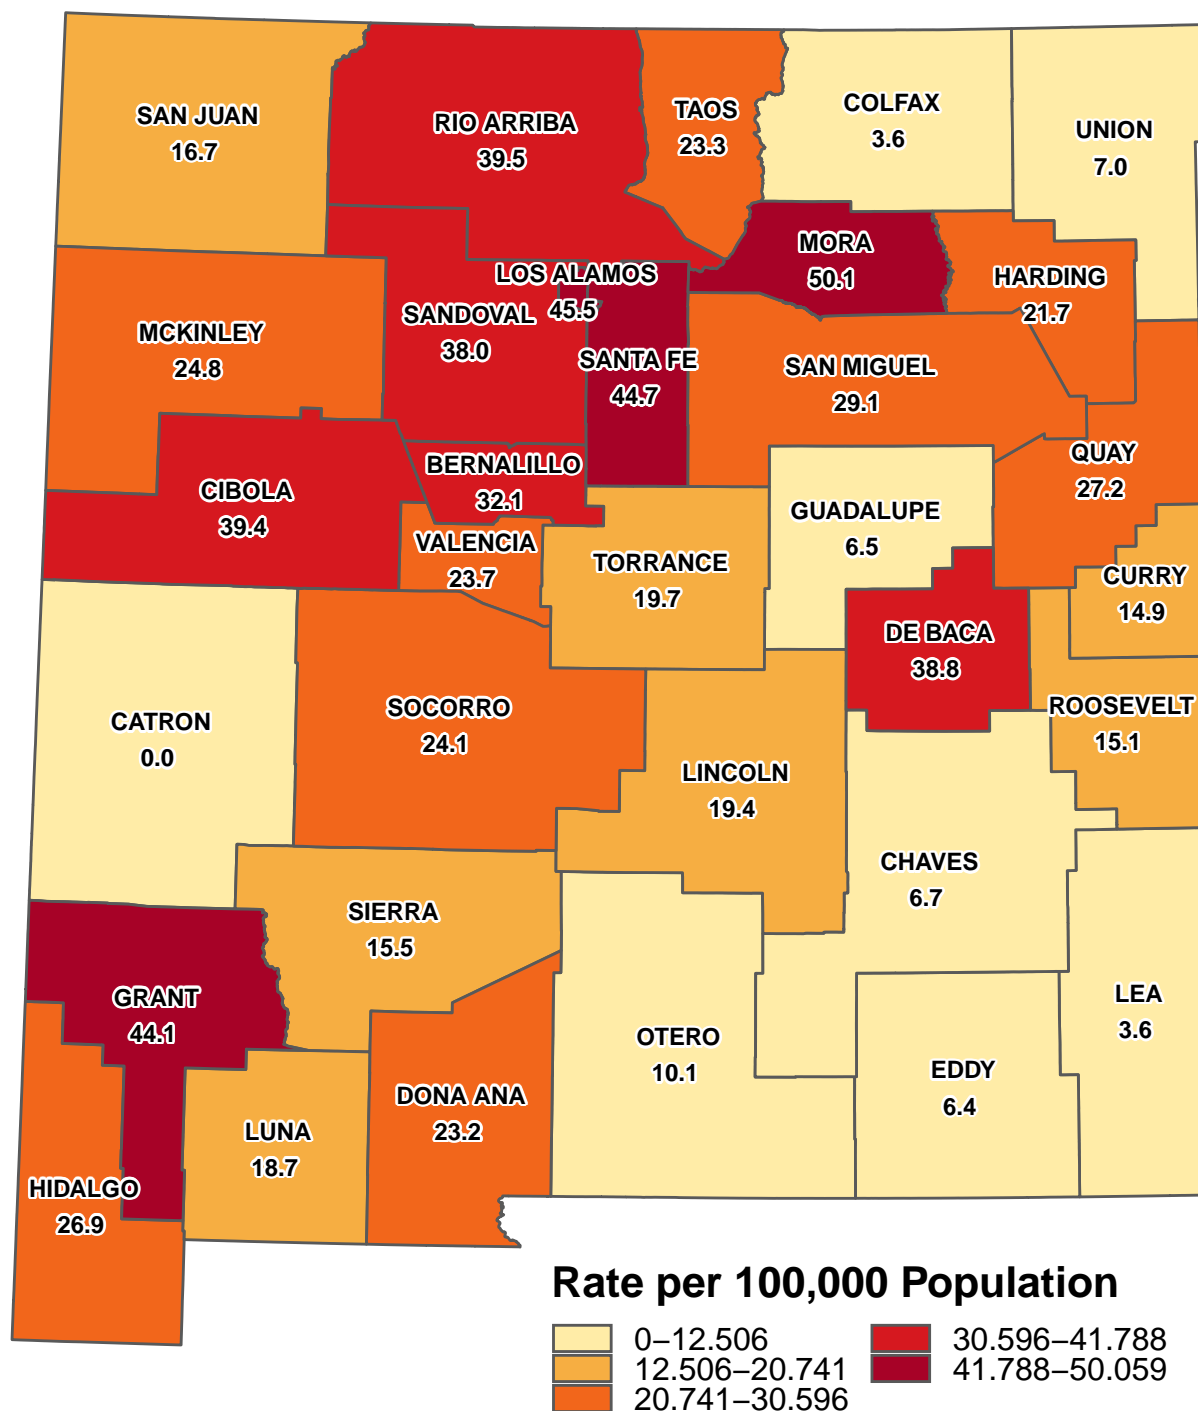 SAN JUAN
16.7
RIO ARRIBA
39.5
TAOS
23.3
COLFAX
3.6
UNION
7.0
MORA
50.1
HARDING
21.7
LOS ALAMOS
45.5
SANDOVAL
38.0
MCKINLEY
24.8
SANTA FE
44.7
SAN MIGUEL
29.1
QUAY
27.2
BERNALILLO
32.1
CIBOLA
39.4
GUADALUPE
6.5
VALENCIA
23.7
TORRANCE
19.7
CURRY
14.9
DE BACA
38.8
CATRON
0.0
SOCORRO
24.1
ROOSEVELT
15.1
LINCOLN
19.4
CHAVES
6.7
SIERRA
15.5
GRANT
44.1
LEA
3.6
OTERO
10.1
EDDY
6.4
DONA ANA
23.2
LUNA
18.7
HIDALGO
26.9
Rate per 100,000 Population
0–12.506
12.506–20.741
20.741–30.596
30.596–41.788
41.788–50.059